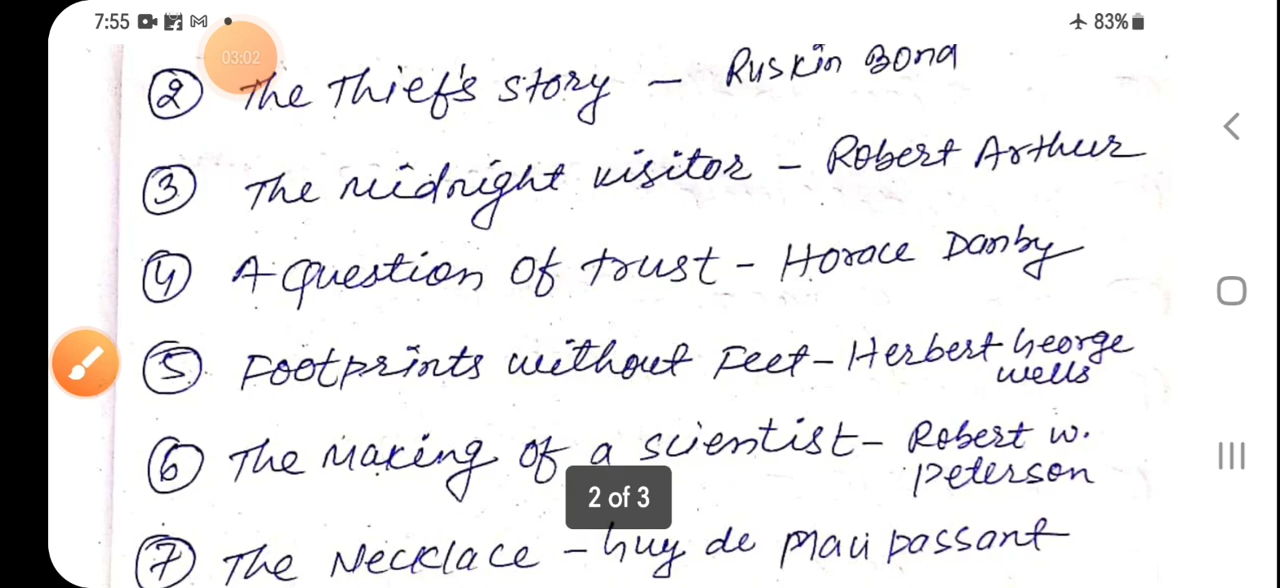 7:55 83%
03:02
② The Thief's story – Ruskin Bond
③ The Midnight visitor – Robert Arthur
④ A Question Of trust – Horace Danby
⑤ Footprints without Feet – Herbert George
wells
⑥ The Making of a scientist – Robert W.
Peterson
2 of 3
⑦ The Necklace – Guy de Maupassant